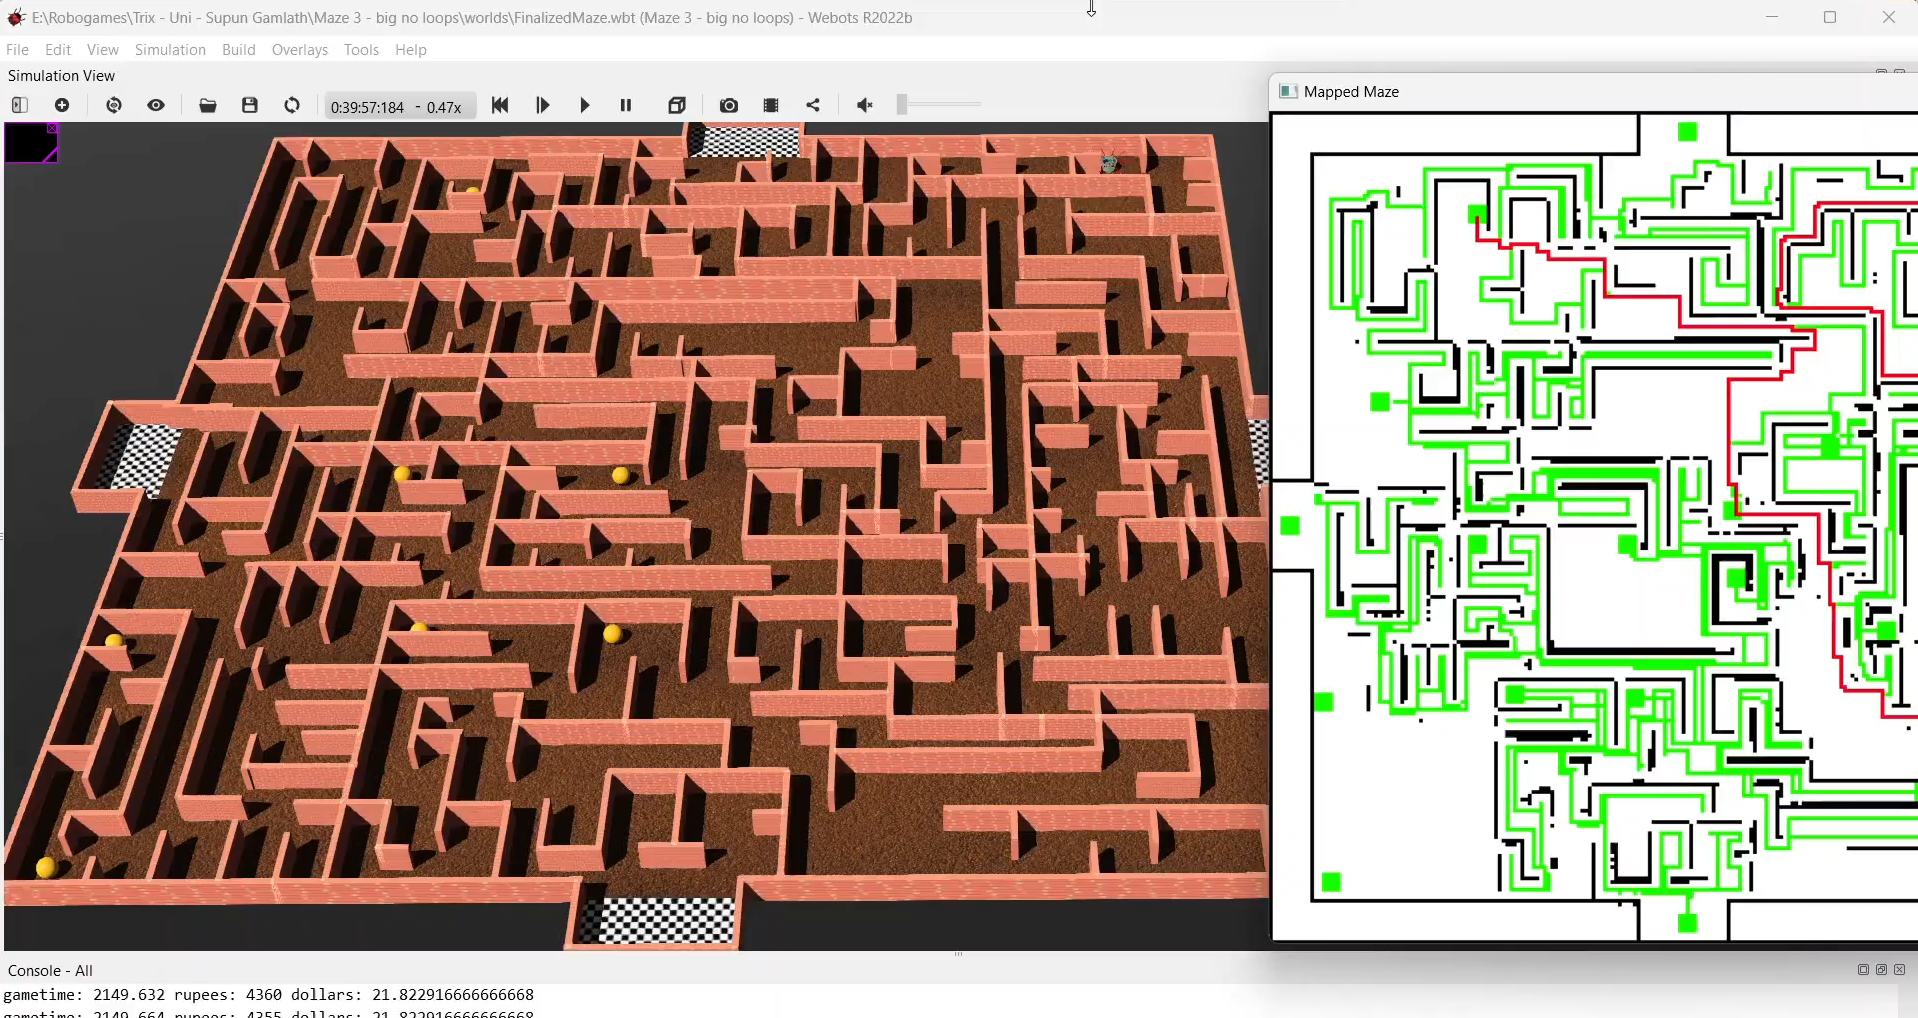 E:\Robogames\Trix - Uni - Supun Gamlath\Maze 3 - big no loops\worlds\FinalizedMaze.wbt (Maze 3 - big no loops) - Webots R2022b
File Edit View Simulation Build Overlays Tools Help
Simulation View
0:39:57:184 - 0.47x
Mapped Maze
Console - All
gametime: 2149.632 rupees: 4360 dollars: 21.822916666666668
gametime: 2149.664 rupees: 4355 dollars: 21.822916666666668